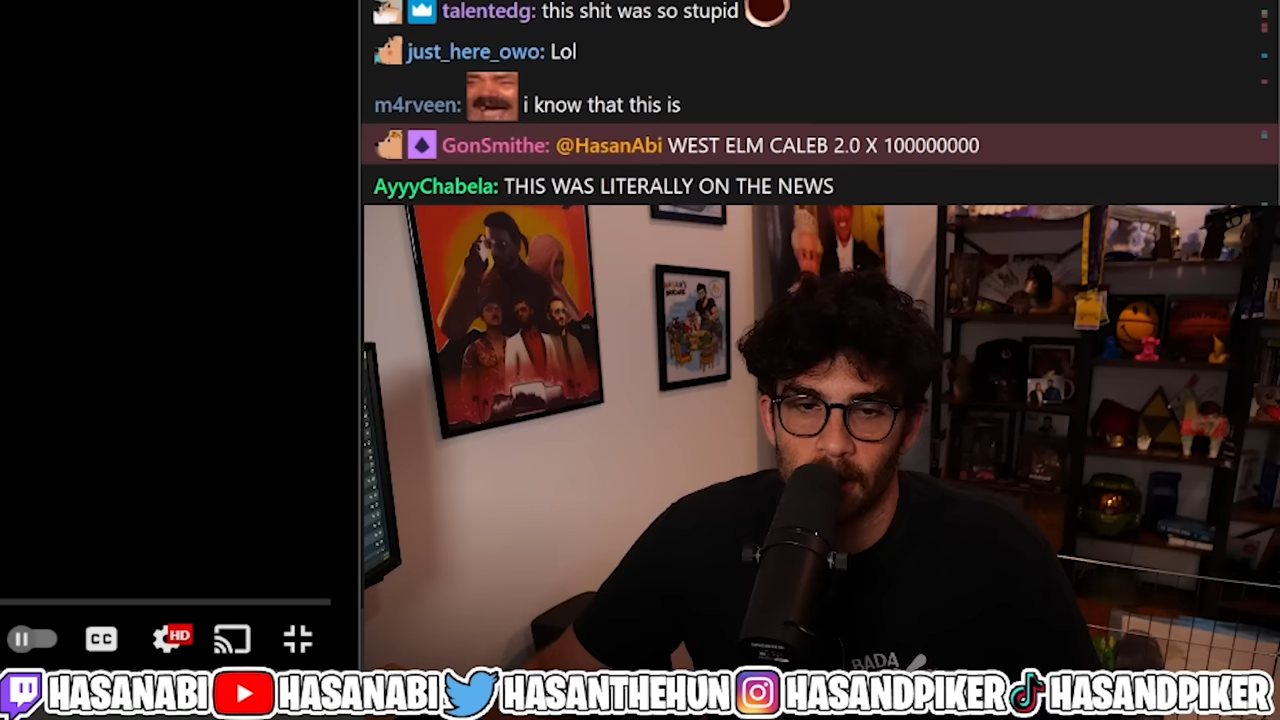 talentedg: this shit was so stupid
just_here_owo: Lol
m4rveen: i know that this is
GonSmithe: @HasanAbi WEST ELM CALEB 2.0 X 100000000
AyyyChabela: THIS WAS LITERALLY ON THE NEWS
CC
HD
BADA
HASANABI HASANABI HASANTHEHUN HASANDPIKER HASANDPIKER